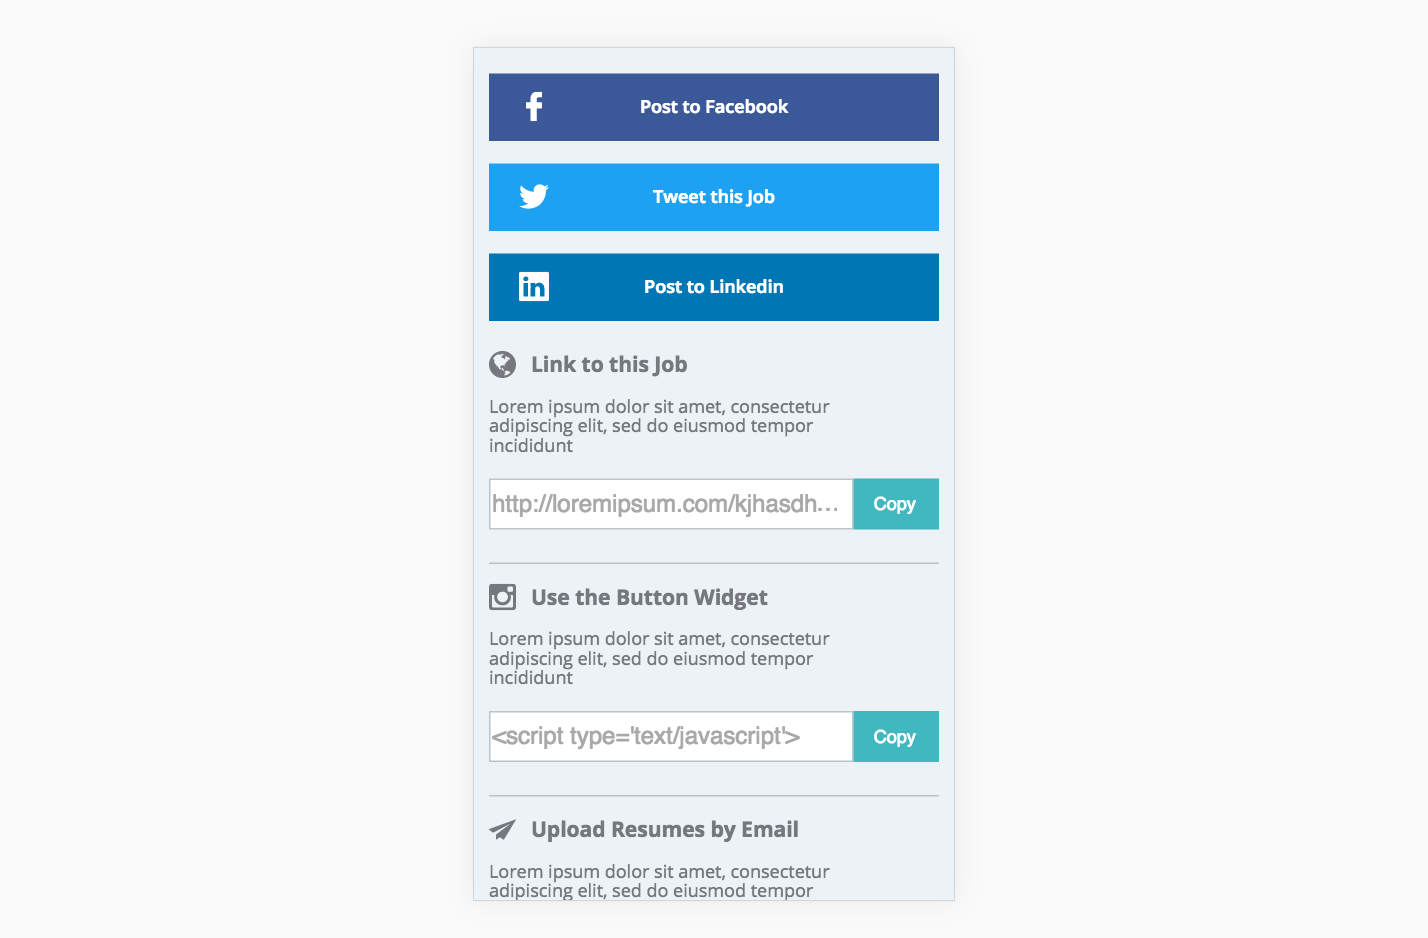 Post to Facebook
Tweet this Job
Post to Linkedin
Link to this Job
Lorem ipsum dolor sit amet, consectetur
adipiscing elit, sed do eiusmod tempor
incididunt
http://loremipsum.com/kjhasdh...
Copy
Use the Button Widget
Lorem ipsum dolor sit amet, consectetur
adipiscing elit, sed do eiusmod tempor
incididunt
<script type='text/javascript'>
Copy
Upload Resumes by Email
Lorem ipsum dolor sit amet, consectetur
adipiscing elit, sed do eiusmod tempor